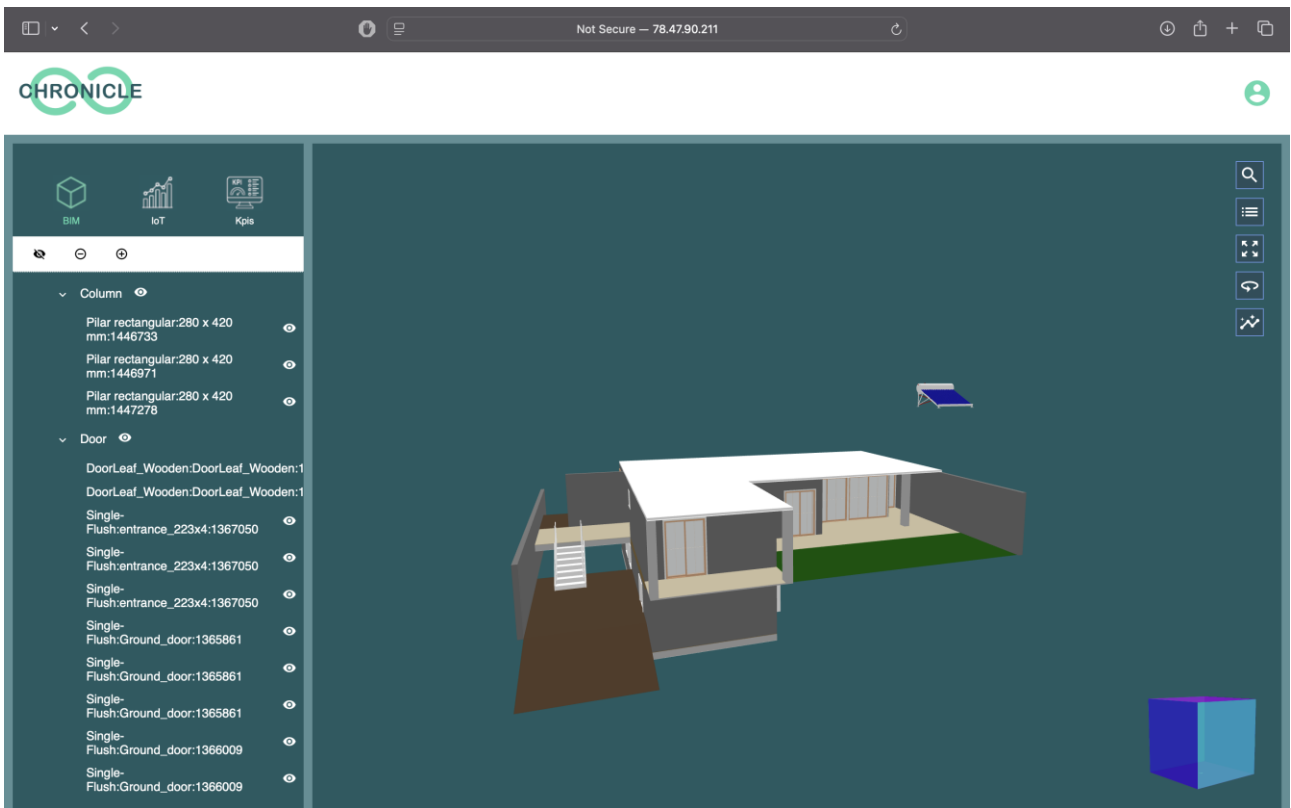 Not Secure — 78.47.90.211
CHRONICLE
BIM
IoT
KPI
Kpis
Column
Pilar rectangular:280 x 420
mm:1446733
Pilar rectangular:280 x 420
mm:1446971
Pilar rectangular:280 x 420
mm:1447278
Door
DoorLeaf_Wooden:DoorLeaf_Wooden:1
DoorLeaf_Wooden:DoorLeaf_Wooden:1
Single-
Flush:entrance_223x4:1367050
Single-
Flush:entrance_223x4:1367050
Single-
Flush:entrance_223x4:1367050
Single-
Flush:Ground_door:1365861
Single-
Flush:Ground_door:1365861
Single-
Flush:Ground_door:1365861
Single-
Flush:Ground_door:1366009
Single-
Flush:Ground_door:1366009